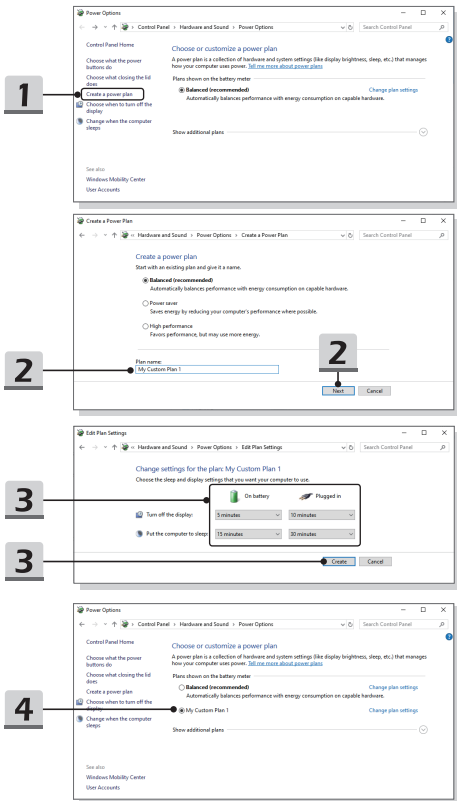 Power Options
Control Panel › Hardware and Sound › Power Options
Search Control Panel
Control Panel Home
Choose what the power
buttons do
Choose what closing the lid
does
Create a power plan
Choose when to turn off the
display
Change when the computer
sleeps
See also
Windows Mobility Center
User Accounts
Choose or customize a power plan
A power plan is a collection of hardware and system settings (like display brightness, sleep, etc.) that manages
how your computer uses power. Tell me more about power plans
Plans shown on the battery meter
Balanced (recommended) Change plan settings
Automatically balances performance with energy consumption on capable hardware.
Show additional plans
1
Create a Power Plan
« Hardware and Sound › Power Options › Create a Power Plan
Search Control Panel
Create a power plan
Start with an existing plan and give it a name.
Balanced (recommended)
Automatically balances performance with energy consumption on capable hardware.
Power saver
Saves energy by reducing your computer's performance where possible.
High performance
Favors performance, but may use more energy.
Plan name:
My Custom Plan 1
2
2
Next Cancel
Edit Plan Settings
« Hardware and Sound › Power Options › Edit Plan Settings
Search Control Panel
Change settings for the plan: My Custom Plan 1
Choose the sleep and display settings that you want your computer to use.
On battery Plugged in
Turn off the display: 5 minutes 10 minutes
Put the computer to sleep: 15 minutes 30 minutes
3
3
Create Cancel
Power Options
Control Panel › Hardware and Sound › Power Options
Search Control Panel
Control Panel Home
Choose what the power
buttons do
Choose what closing the lid
does
Create a power plan
Choose when to turn off the
display
Change when the computer
sleeps
See also
Windows Mobility Center
User Accounts
Choose or customize a power plan
A power plan is a collection of hardware and system settings (like display brightness, sleep, etc.) that manages
how your computer uses power. Tell me more about power plans
Plans shown on the battery meter
Balanced (recommended) Change plan settings
Automatically balances performance with energy consumption on capable hardware.
My Custom Plan 1 Change plan settings
Show additional plans
4